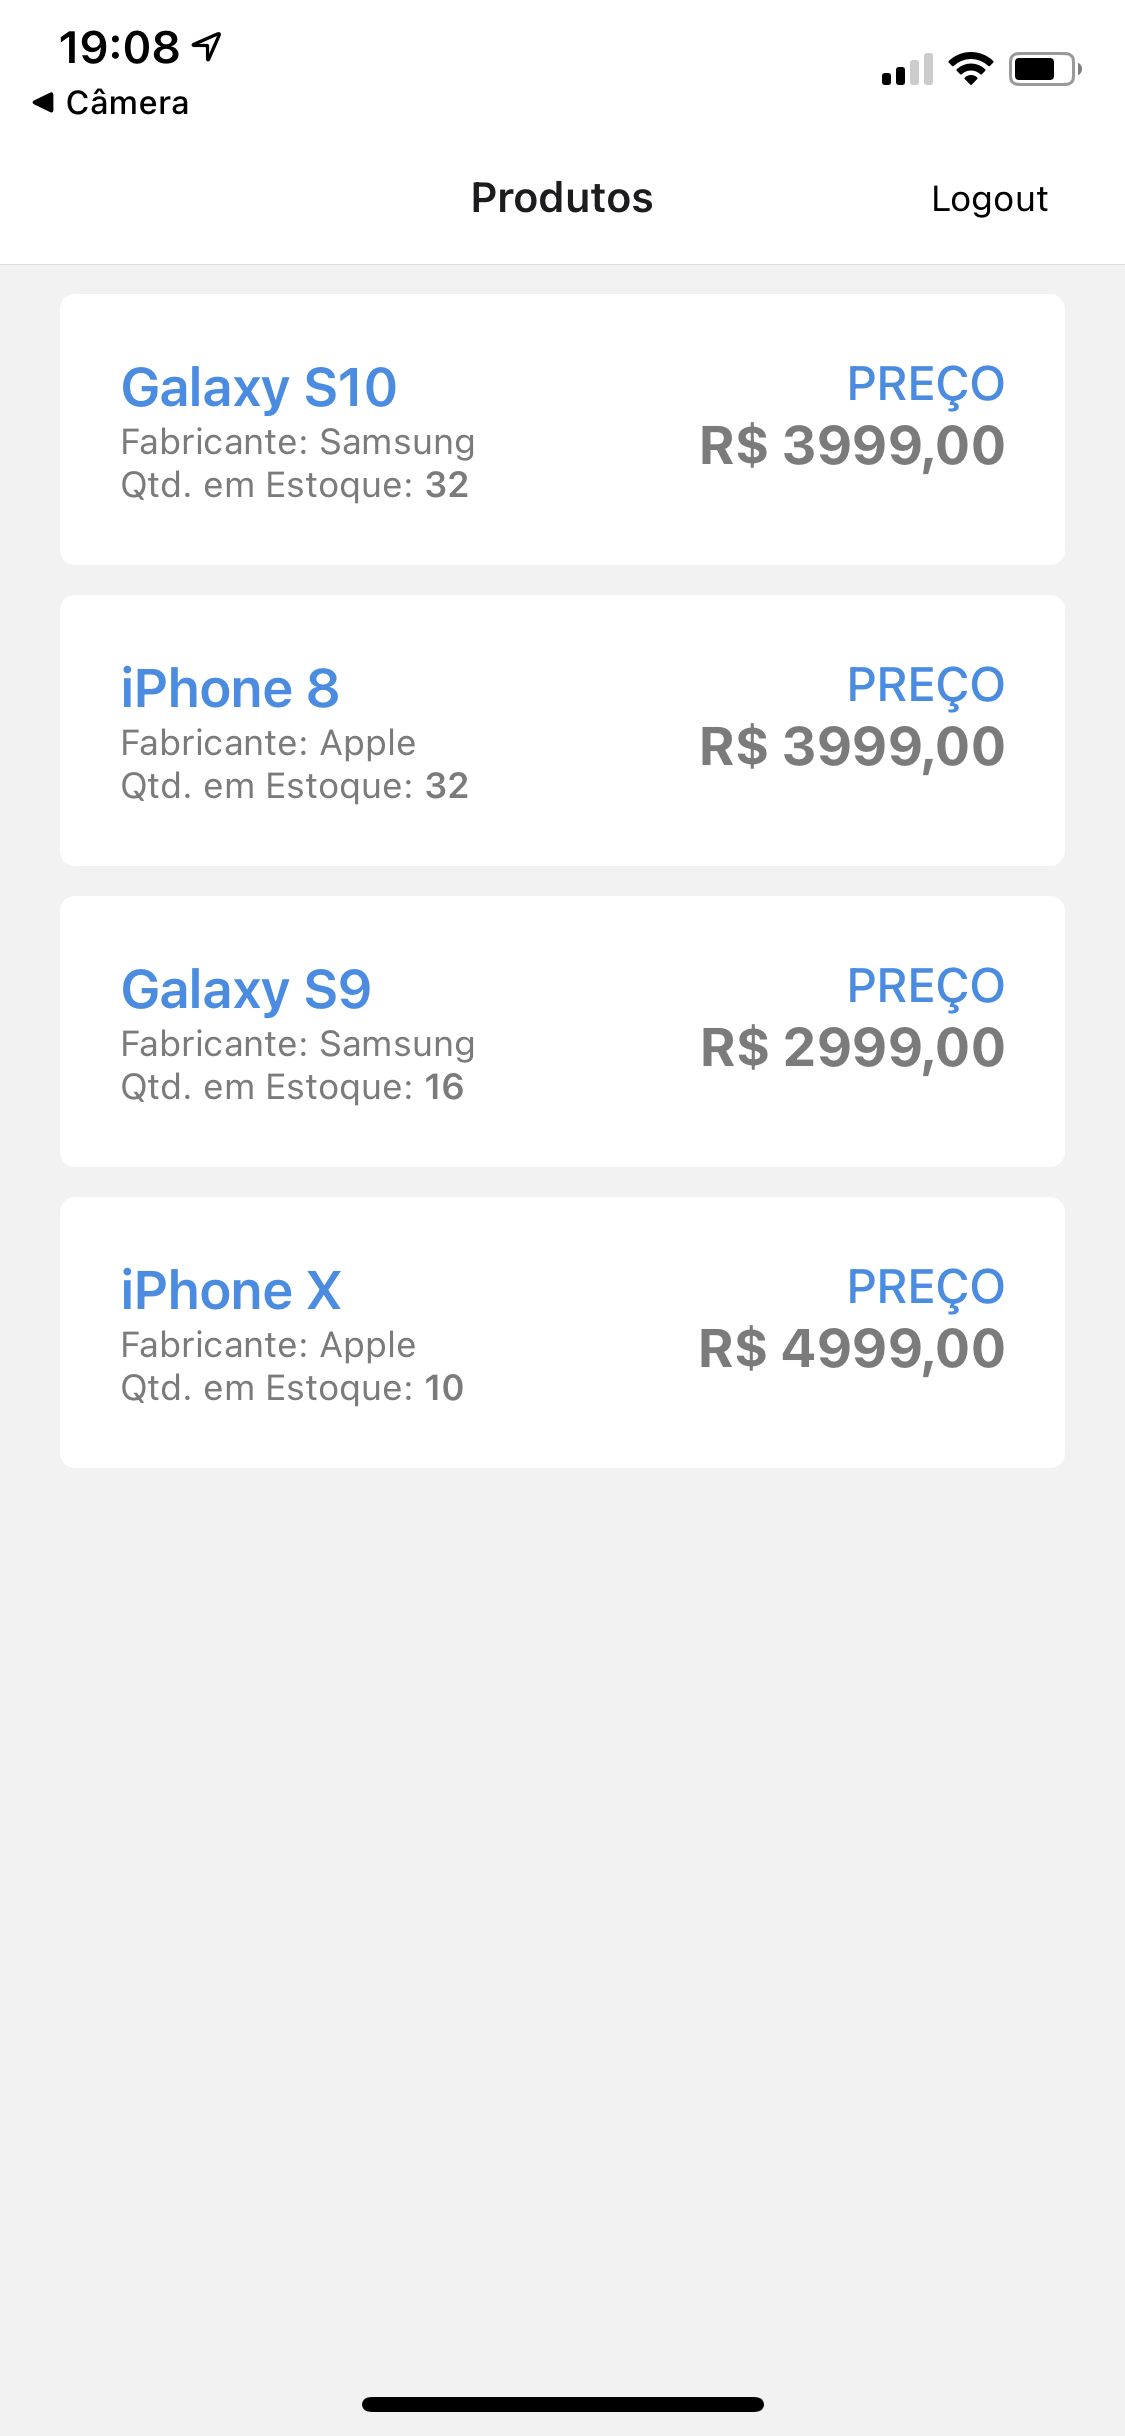 19:08
Câmera
Produtos
Logout
Galaxy S10
PREÇO
Fabricante: Samsung
R$ 3999,00
Qtd. em Estoque: 32
iPhone 8
PREÇO
Fabricante: Apple
R$ 3999,00
Qtd. em Estoque: 32
Galaxy S9
PREÇO
Fabricante: Samsung
R$ 2999,00
Qtd. em Estoque: 16
iPhone X
PREÇO
Fabricante: Apple
R$ 4999,00
Qtd. em Estoque: 10